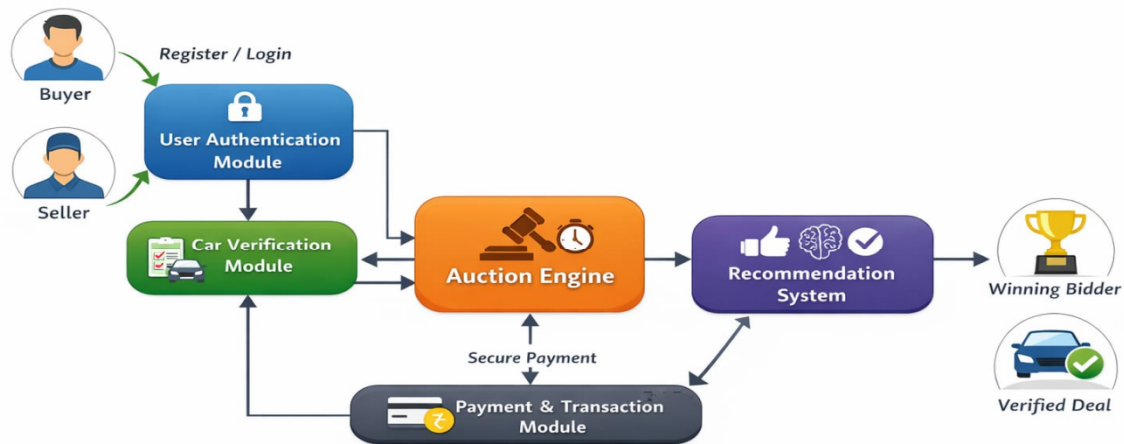 Register / Login
Buyer
User Authentication
Module
Seller
Car Verification
Module
Auction Engine
Recommendation
System
Winning Bidder
Secure Payment
Payment & Transaction
Module
₹
Verified Deal